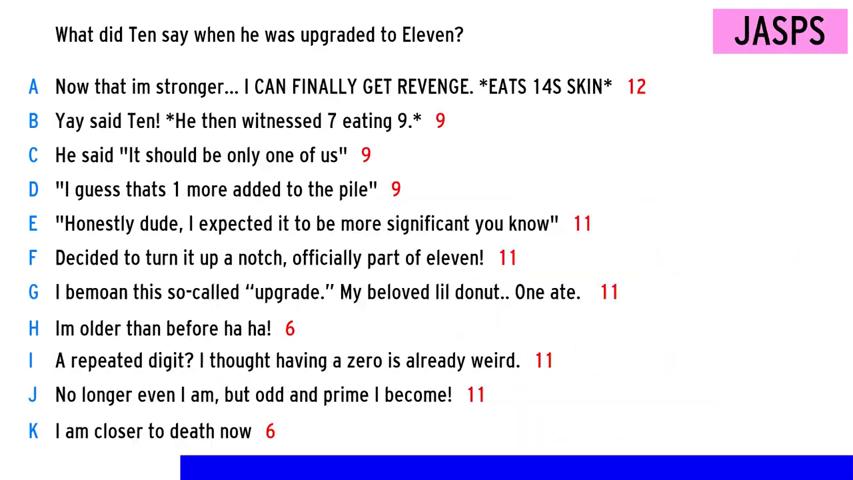 What did Ten say when he was upgraded to Eleven?
JASPS
A Now that im stronger... I CAN FINALLY GET REVENGE. *EATS 14S SKIN* 12
B Yay said Ten! *He then witnessed 7 eating 9.* 9
C He said "It should be only one of us" 9
D "I guess thats 1 more added to the pile" 9
E "Honestly dude, I expected it to be more significant you know" 11
F Decided to turn it up a notch, officially part of eleven! 11
G I bemoan this so-called “upgrade.” My beloved lil donut.. One ate. 11
H Im older than before ha ha! 6
I A repeated digit? I thought having a zero is already weird. 11
J No longer even I am, but odd and prime I become! 11
K I am closer to death now 6